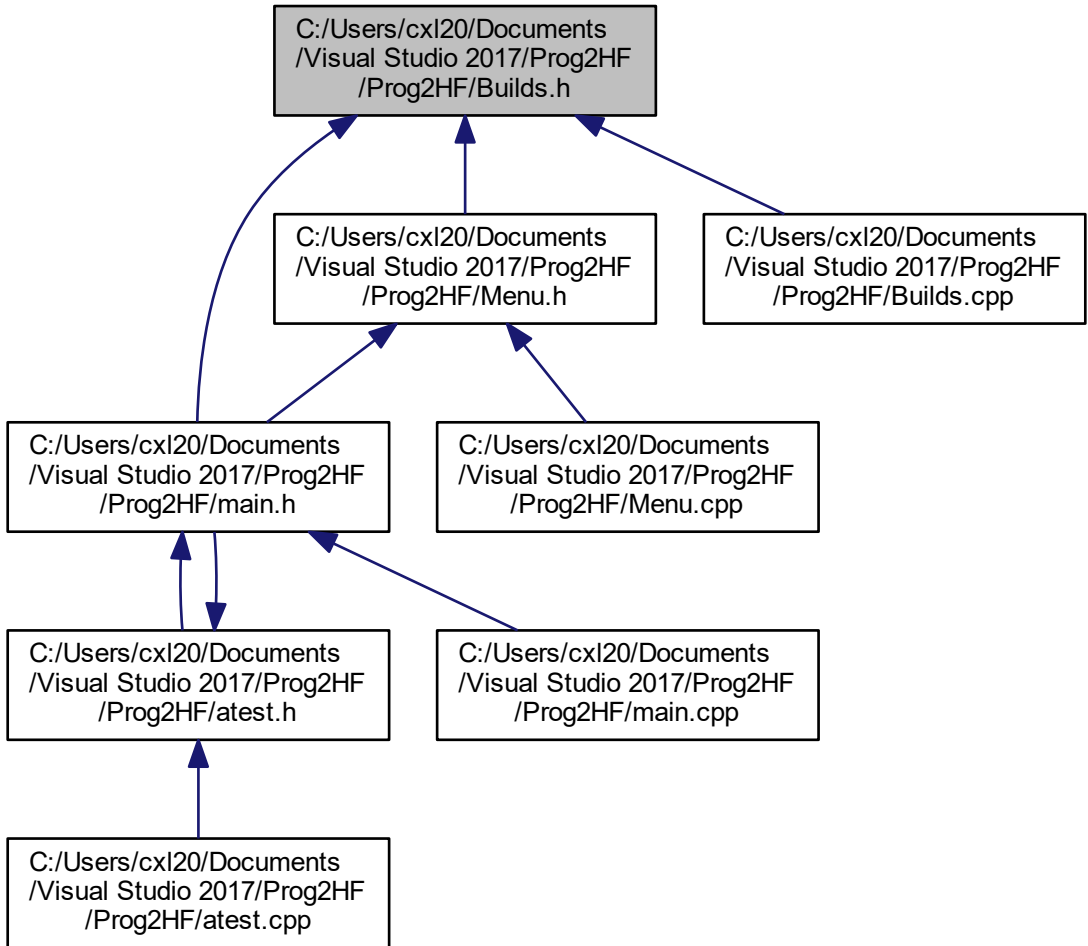 C:/Users/cxl20/Documents
/Visual Studio 2017/Prog2HF
/Prog2HF/Builds.h
C:/Users/cxl20/Documents
/Visual Studio 2017/Prog2HF
/Prog2HF/Menu.h
C:/Users/cxl20/Documents
/Visual Studio 2017/Prog2HF
/Prog2HF/Builds.cpp
C:/Users/cxl20/Documents
/Visual Studio 2017/Prog2HF
/Prog2HF/main.h
C:/Users/cxl20/Documents
/Visual Studio 2017/Prog2HF
/Prog2HF/Menu.cpp
C:/Users/cxl20/Documents
/Visual Studio 2017/Prog2HF
/Prog2HF/atest.h
C:/Users/cxl20/Documents
/Visual Studio 2017/Prog2HF
/Prog2HF/main.cpp
C:/Users/cxl20/Documents
/Visual Studio 2017/Prog2HF
/Prog2HF/atest.cpp